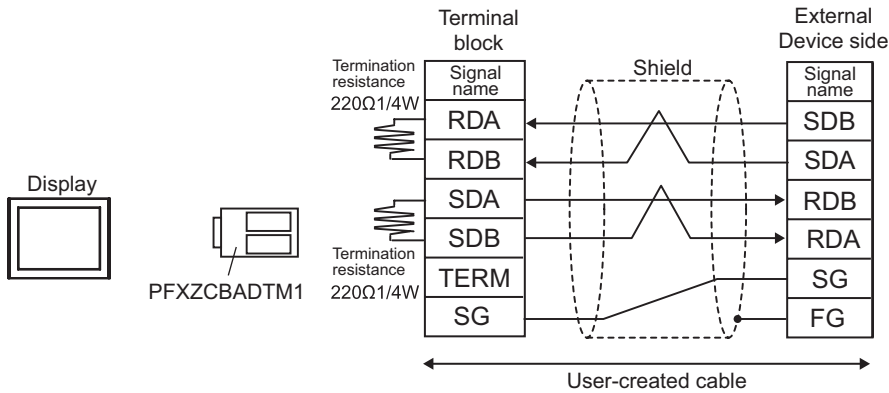 Terminal
block
External
Device side
Termination
resistance
220Ω1/4W
Signal
name
Shield
Signal
name
RDA
SDB
RDB
SDA
Display
SDA
RDB
SDB
RDA
Termination
resistance
220Ω1/4W
PFXZCBADTM1
TERM
SG
SG
FG
User-created cable